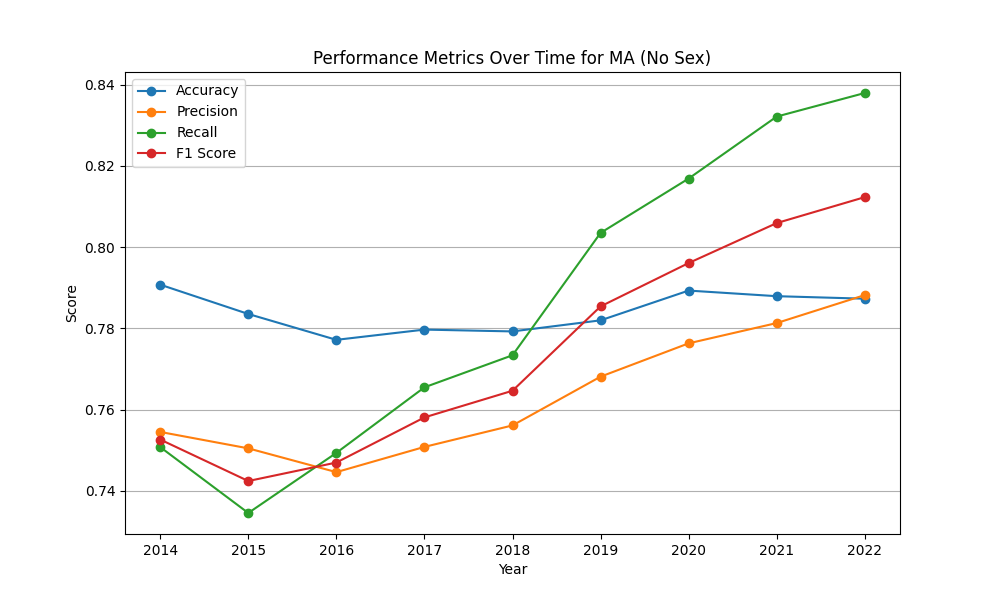 Performance Metrics Over Time for MA (No Sex)
Accuracy
Precision
Recall
F1 Score
0.84
0.82
0.80
0.78
0.76
0.74
Score
2014 2015 2016 2017 2018 2019 2020 2021 2022
Year